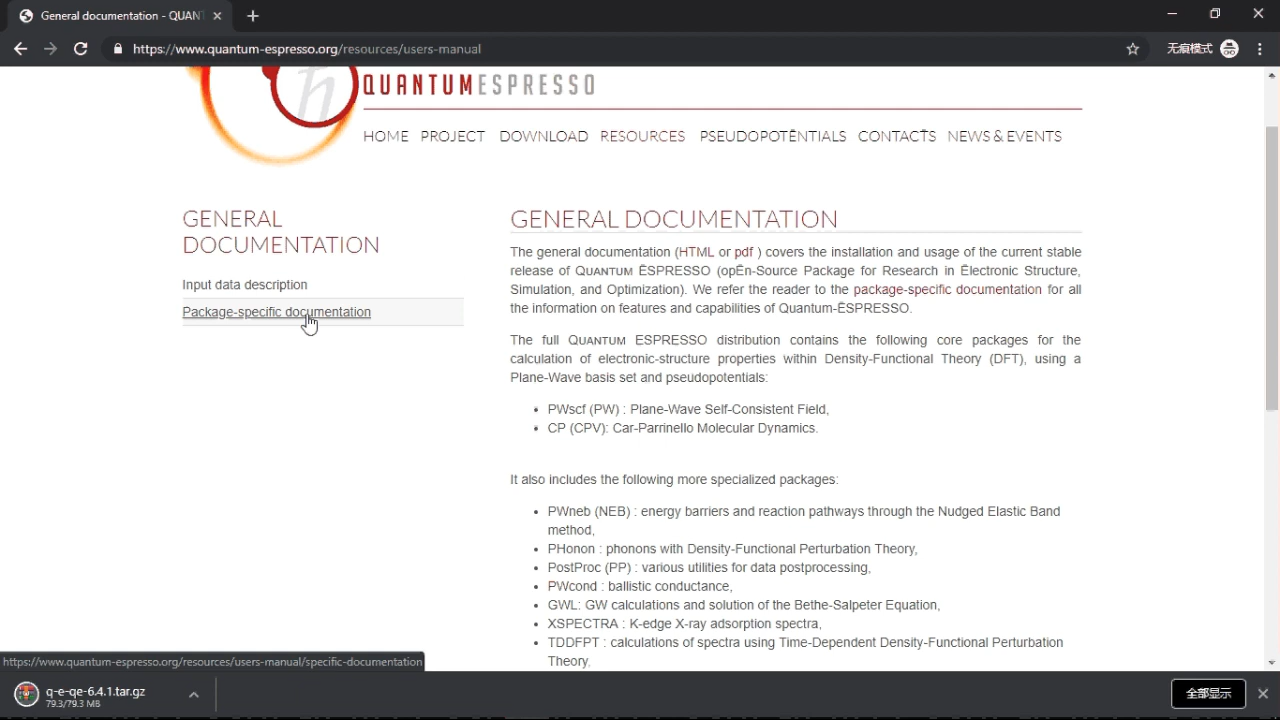 General documentation - QUANT
https://www.quantum-espresso.org/resources/users-manual
无痕模式
ħ
QUANTUMESPRESSO
HOME PROJECT DOWNLOAD RESOURCES PSEUDOPOTENTIALS CONTACTS NEWS & EVENTS
GENERAL
DOCUMENTATION
Input data description
Package-specific documentation
GENERAL DOCUMENTATION
The general documentation (HTML or pdf ) covers the installation and usage of the current stable
release of QUANTUM ESPRESSO (opEn-Source Package for Research in Electronic Structure,
Simulation, and Optimization). We refer the reader to the package-specific documentation for all
the information on features and capabilities of Quantum-ESPRESSO.
The full QUANTUM ESPRESSO distribution contains the following core packages for the
calculation of electronic-structure properties within Density-Functional Theory (DFT), using a
Plane-Wave basis set and pseudopotentials:
• PWscf (PW) : Plane-Wave Self-Consistent Field,
• CP (CPV): Car-Parrinello Molecular Dynamics.
It also includes the following more specialized packages:
• PWneb (NEB) : energy barriers and reaction pathways through the Nudged Elastic Band
method,
• PHonon : phonons with Density-Functional Perturbation Theory,
• PostProc (PP) : various utilities for data postprocessing,
• PWcond : ballistic conductance,
• GWL: GW calculations and solution of the Bethe-Salpeter Equation,
• XSPECTRA : K-edge X-ray adsorption spectra,
• TDDFPT : calculations of spectra using Time-Dependent Density-Functional Perturbation
Theory.
https://www.quantum-espresso.org/resources/users-manual/specific-documentation
q-e-qe-6.4.1.tar.gz
79.3/79.3 MB
全部显示